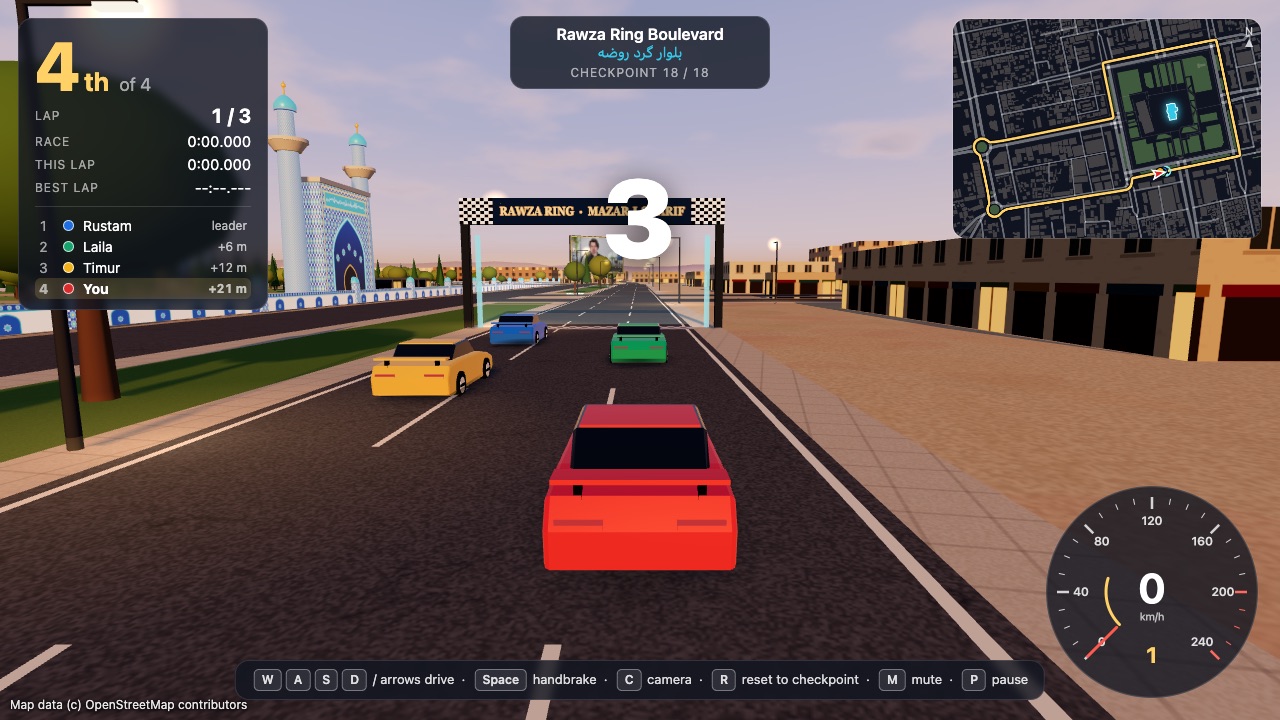 4th of 4
LAP 1 / 3
RACE 0:00.000
THIS LAP 0:00.000
BEST LAP --:--.---
1 Rustam leader
2 Laila +6 m
3 Timur +12 m
4 You +21 m
Rawza Ring Boulevard
بلوار گرد روضه
CHECKPOINT 18 / 18
N
RAWZA RING · MAZAR
3
0
40
80
120
160
200
240
0
km/h
1
W A S D / arrows drive · Space handbrake · C camera · R reset to checkpoint · M mute · P pause
Map data (c) OpenStreetMap contributors